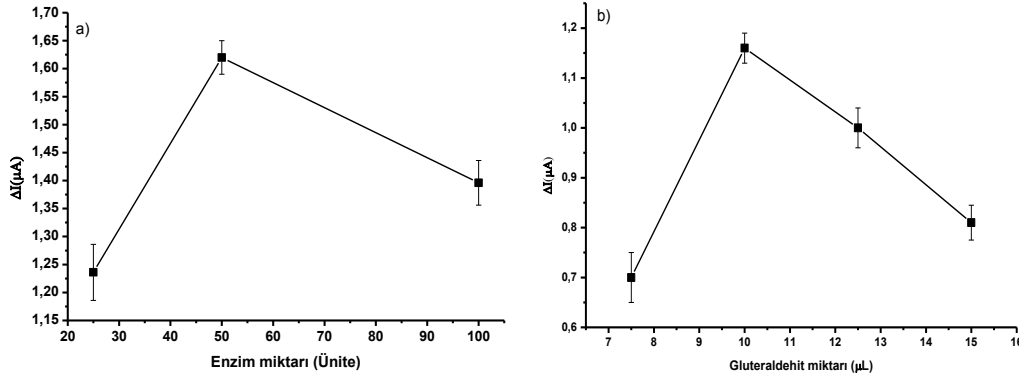 a)
1,70
1,65
1,60
1,55
1,50
1,45
1,40
1,35
1,30
1,25
1,20
1,15
ΔI(μA)
20 30 40 50 60 70 80 90 100
Enzim miktarı (Ünite)
b)
1,2
1,0
0,9
0,8
0,7
0,6
ΔI(μA)
7 8 9 10 11 12 13 14 15 16
Gluteraldehit miktarı (μL)